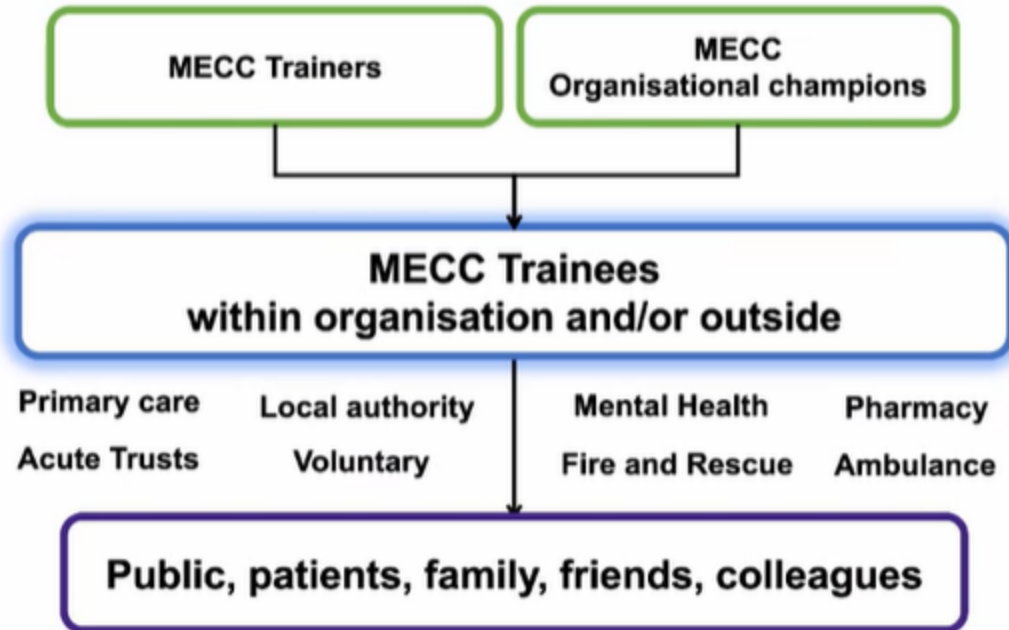 MECC Trainers
MECC
Organisational champions
MECC Trainees
within organisation and/or outside
Primary care
Local authority
Mental Health
Pharmacy
Acute Trusts
Voluntary
Fire and Rescue
Ambulance
Public, patients, family, friends, colleagues